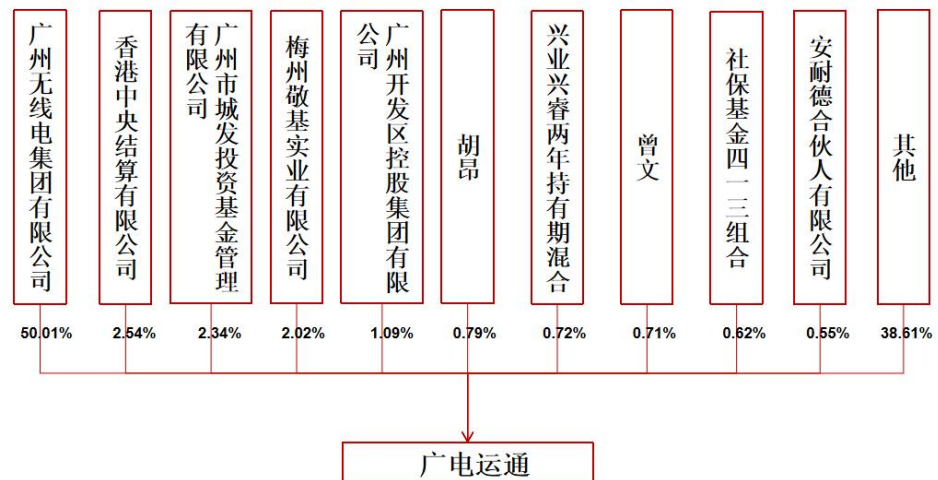 广州无线电集团有限公司
香港中央结算有限公司
广州市城发投资基金管理
有限公司
梅州敬基实业有限公司
广州开发区控股集团有限
公司
胡昂
兴业兴睿两年持有期混合
曾文
社保基金四一三组合
安耐德合伙人有限公司
其他
50.01%
2.54%
2.34%
2.02%
1.09%
0.79%
0.72%
0.71%
0.62%
0.55%
38.61%
广电运通